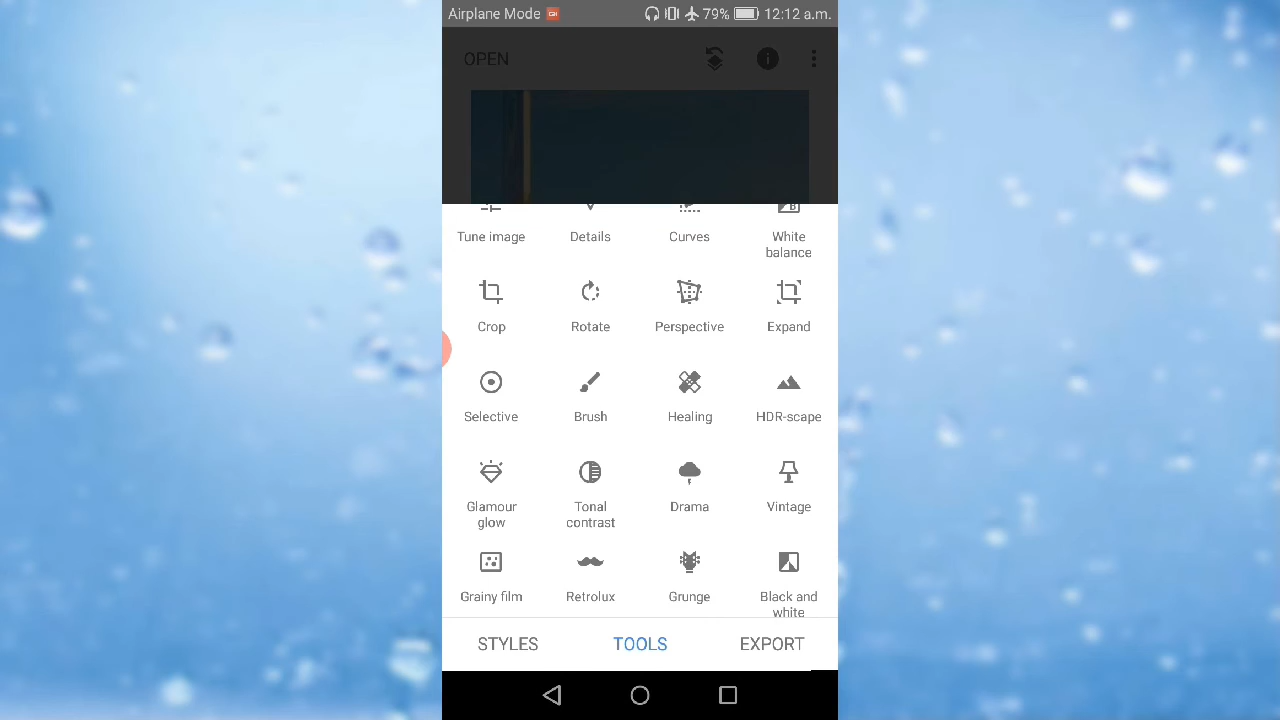 Airplane Mode 79% 12:12 a.m.
OPEN
Tune image Details Curves White
balance
Crop Rotate Perspective Expand
Selective Brush Healing HDR-scape
Glamour Tonal Drama Vintage
glow contrast
Grainy film Retrolux Grunge Black and
white
STYLES TOOLS EXPORT